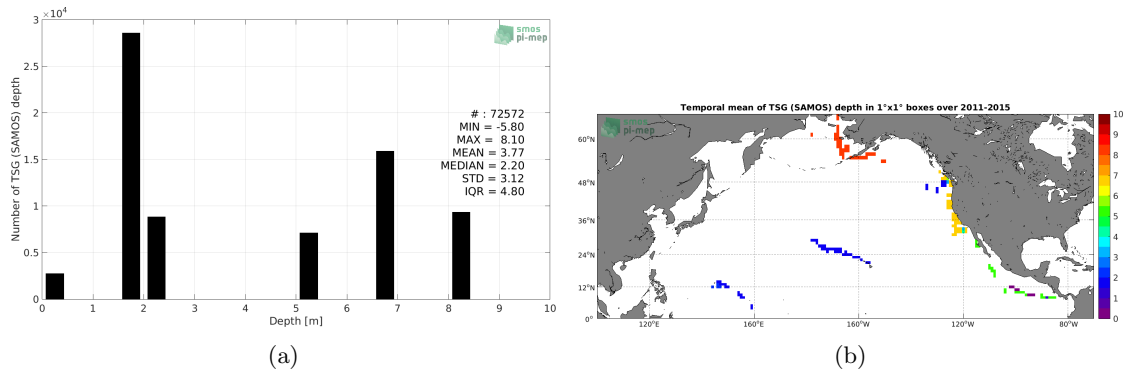 ×10⁴
3
2.5
2
1.5
1
0.5
0
Number of TSG (SAMOS) depth
smos
pi-mep
# : 72572
MIN = -5.80
MAX = 8.10
MEAN = 3.77
MEDIAN = 2.20
STD = 3.12
IQR = 4.80
0 1 2 3 4 5 6 7 8 9 10
Depth [m]
(a)
Temporal mean of TSG (SAMOS) depth in 1°x1° boxes over 2011-2015
smos
pi-mep
60°N
48°N
36°N
24°N
12°N
0°
120°E 160°E 160°W 120°W 80°W
10
9
8
7
6
5
4
3
2
1
0
(b)